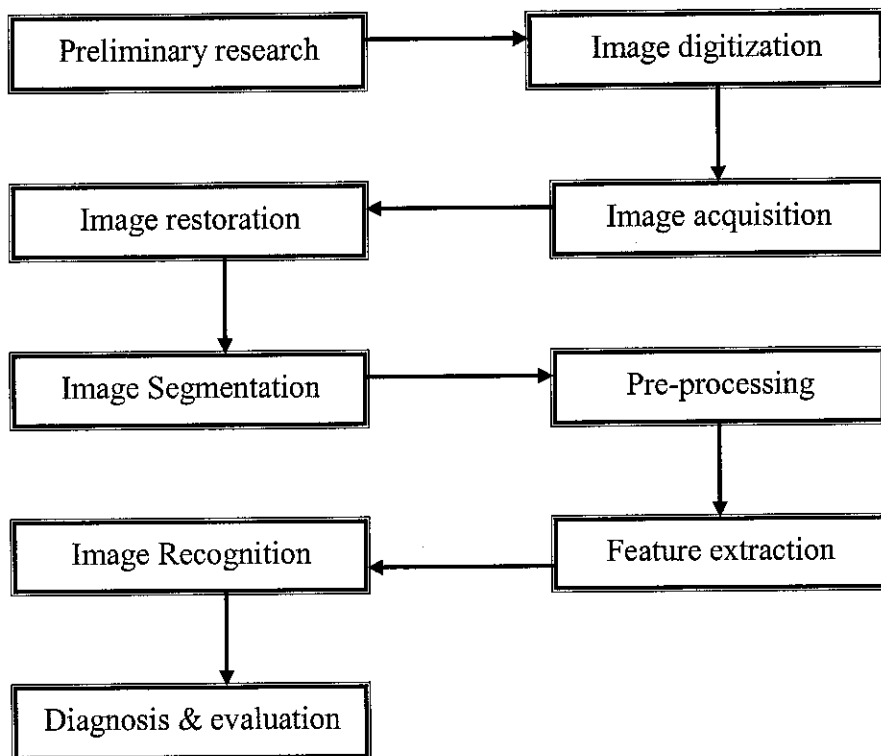 Preliminary research
Image digitization
Image restoration
Image acquisition
Image Segmentation
Pre-processing
Image Recognition
Feature extraction
Diagnosis & evaluation